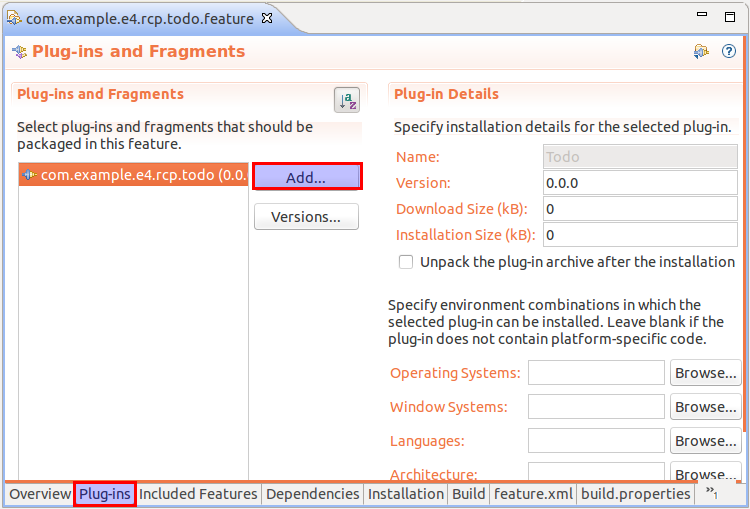 com.example.e4.rcp.todo.feature
Plug-ins and Fragments
Plug-ins and Fragments
a
z
Select plug-ins and fragments that should be
packaged in this feature.
com.example.e4.rcp.todo (0.0.
Add...
Versions...
Plug-in Details
Specify installation details for the selected plug-in.
Name: Todo
Version: 0.0.0
Download Size (kB): 0
Installation Size (kB): 0
Unpack the plug-in archive after the installation
Specify environment combinations in which the
selected plug-in can be installed. Leave blank if the
plug-in does not contain platform-specific code.
Operating Systems: Browse...
Window Systems: Browse...
Languages: Browse...
Architecture: Browse...
Overview Plug-ins Included Features Dependencies Installation Build feature.xml build.properties »1